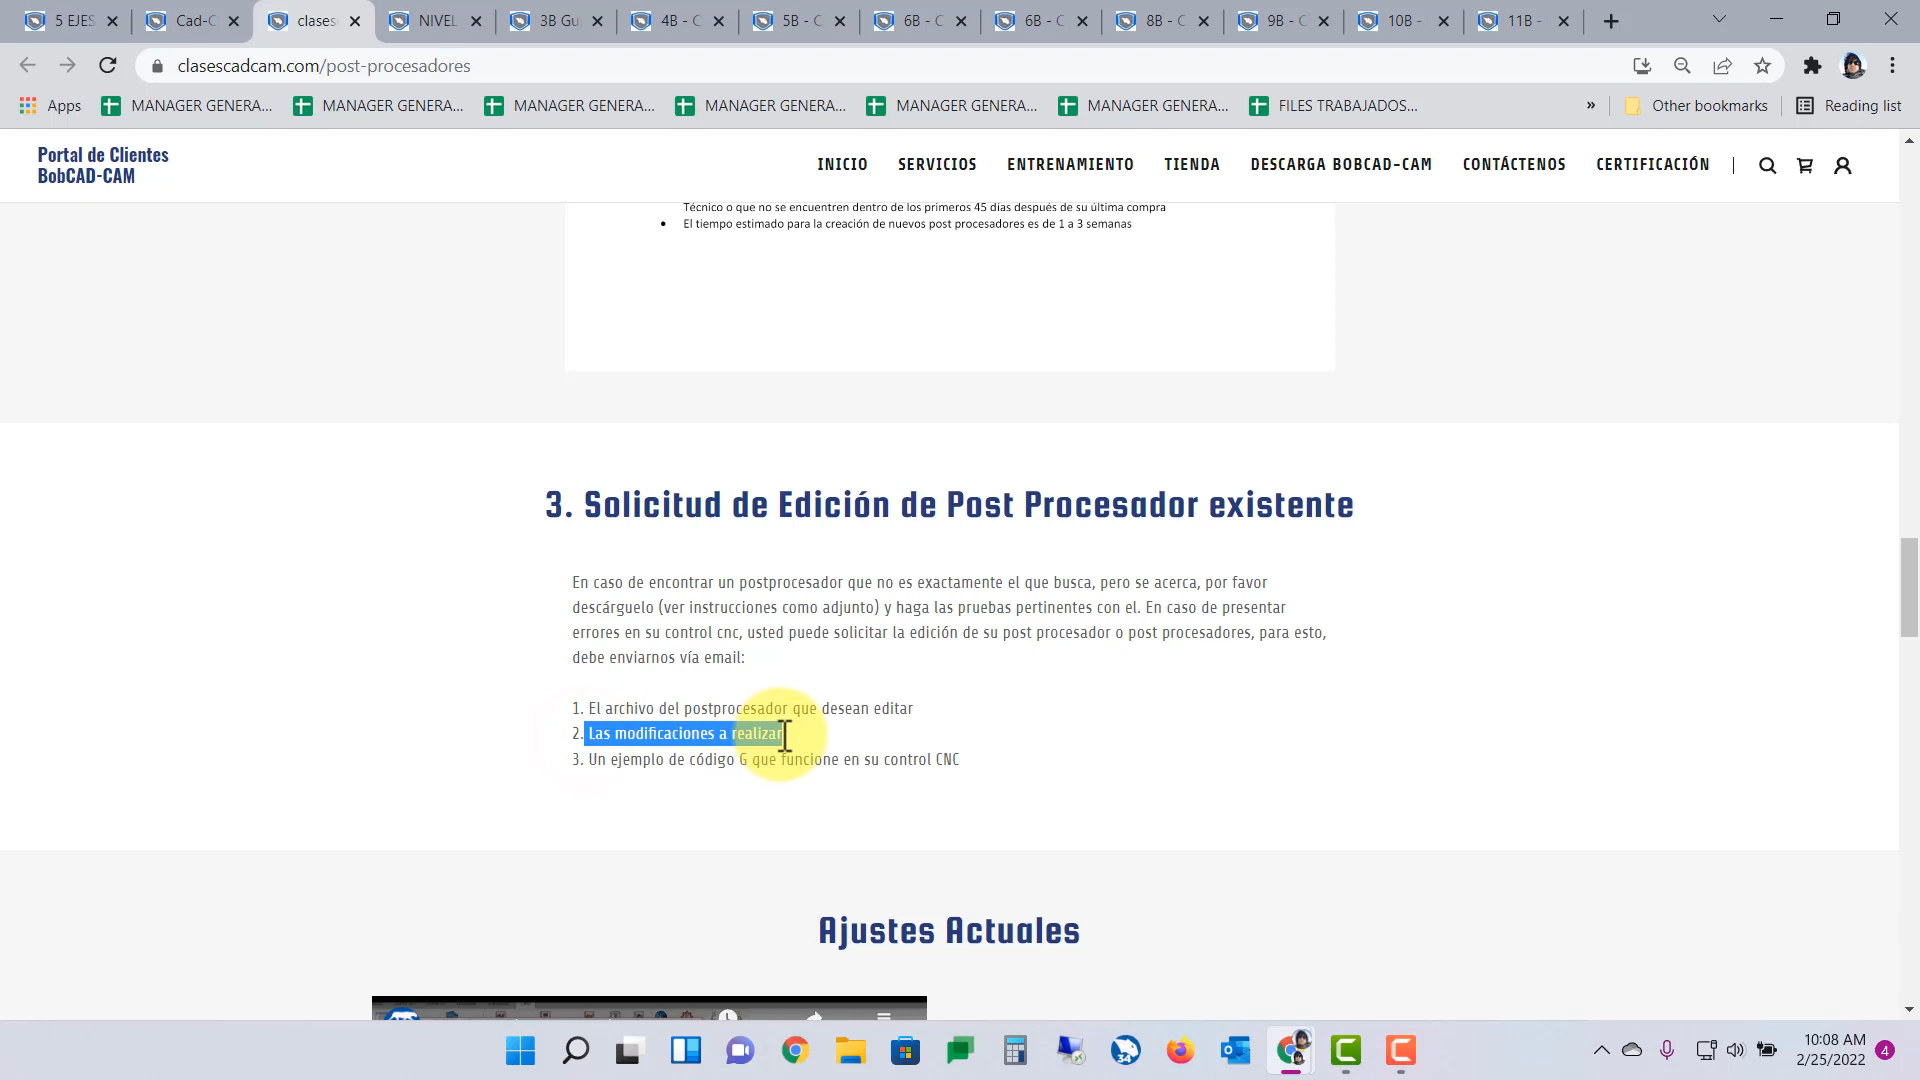 5 EJES
Cad-C
clases
NIVEL
3B Gu
4B - C
5B - C
6B - C
6B - C
8B - C
9B - C
10B -
11B -
clasescadcam.com/post-procesadores
Apps
MANAGER GENERA...
MANAGER GENERA...
MANAGER GENERA...
MANAGER GENERA...
MANAGER GENERA...
MANAGER GENERA...
FILES TRABAJADOS...
»
Other bookmarks
Reading list
Portal de Clientes
BobCAD-CAM
INICIO
SERVICIOS
ENTRENAMIENTO
TIENDA
DESCARGA BOBCAD-CAM
CONTÁCTENOS
CERTIFICACIÓN
Técnico o que no se encuentren dentro de los primeros 45 días después de su última compra
• El tiempo estimado para la creación de nuevos post procesadores es de 1 a 3 semanas
3. Solicitud de Edición de Post Procesador existente
En caso de encontrar un postprocesador que no es exactamente el que busca, pero se acerca, por favor
descárguelo (ver instrucciones como adjunto) y haga las pruebas pertinentes con el. En caso de presentar
errores en su control cnc, usted puede solicitar la edición de su post procesador o post procesadores, para esto,
debe enviarnos vía email:
1. El archivo del postprocesador que desean editar
2. Las modificaciones a realizar
3. Un ejemplo de código G que funcione en su control CNC
Ajustes Actuales
34
10:08 AM
2/25/2022
4